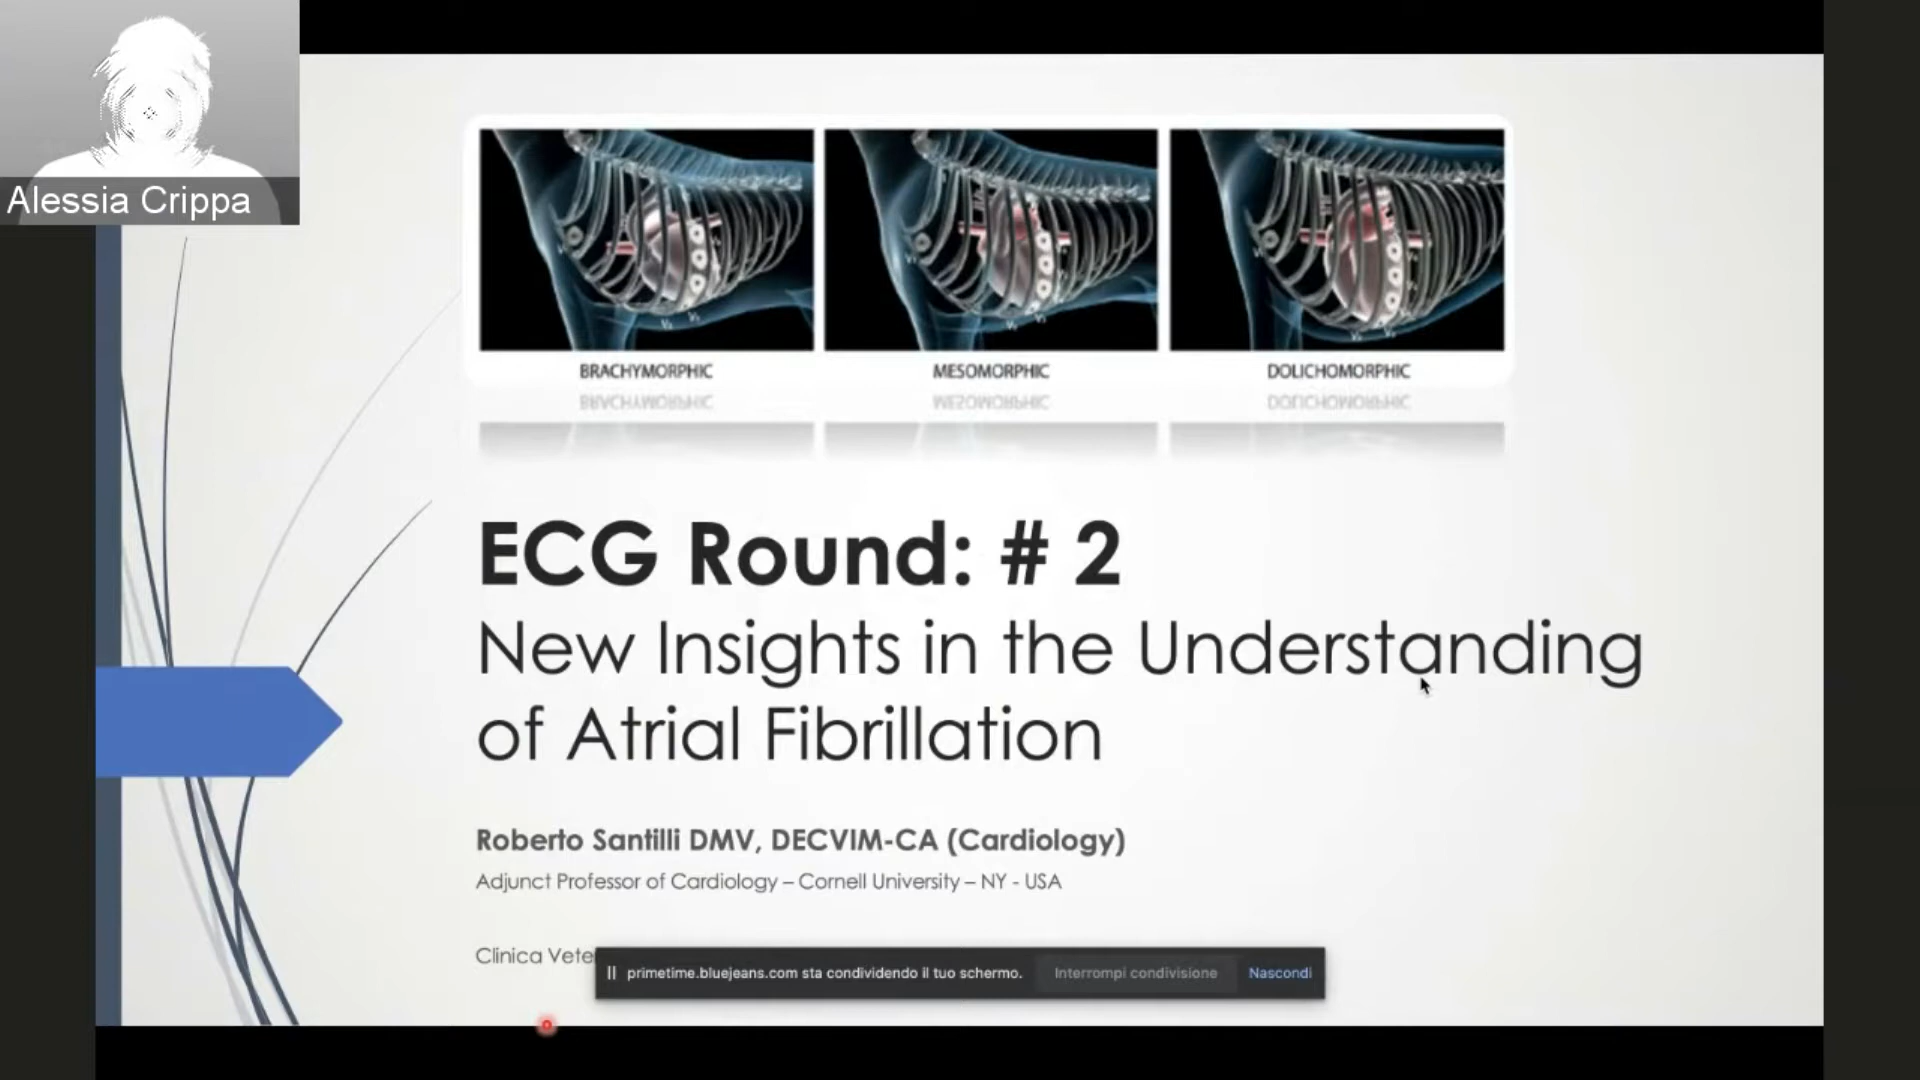 Alessia Crippa
BRACHYMORPHIC
MESOMORPHIC
DOLICHOMORPHIC
ECG Round: # 2
New Insights in the Understanding
of Atrial Fibrillation
Roberto Santilli DMV, DECVIM-CA (Cardiology)
Adjunct Professor of Cardiology – Cornell University – NY - USA
Clinica
primetime.bluejeans.com sta condividendo il tuo schermo.
Interrompi condivisione
Nascondi